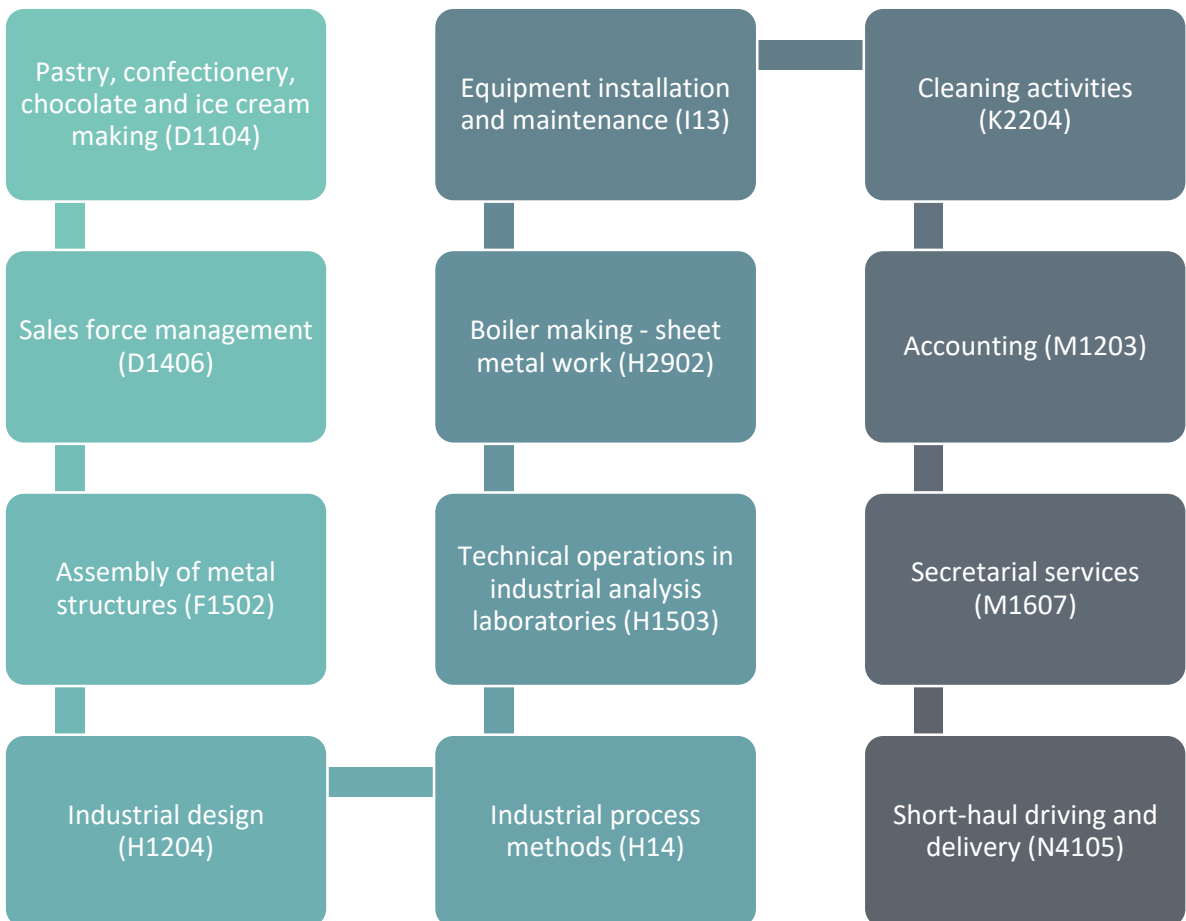 Pastry, confectionery,
chocolate and ice cream
making (D1104)
Sales force management
(D1406)
Assembly of metal
structures (F1502)
Industrial design
(H1204)
Industrial process
methods (H14)
Technical operations in
industrial analysis
laboratories (H1503)
Boiler making - sheet
metal work (H2902)
Equipment installation
and maintenance (I13)
Cleaning activities
(K2204)
Accounting (M1203)
Secretarial services
(M1607)
Short-haul driving and
delivery (N4105)